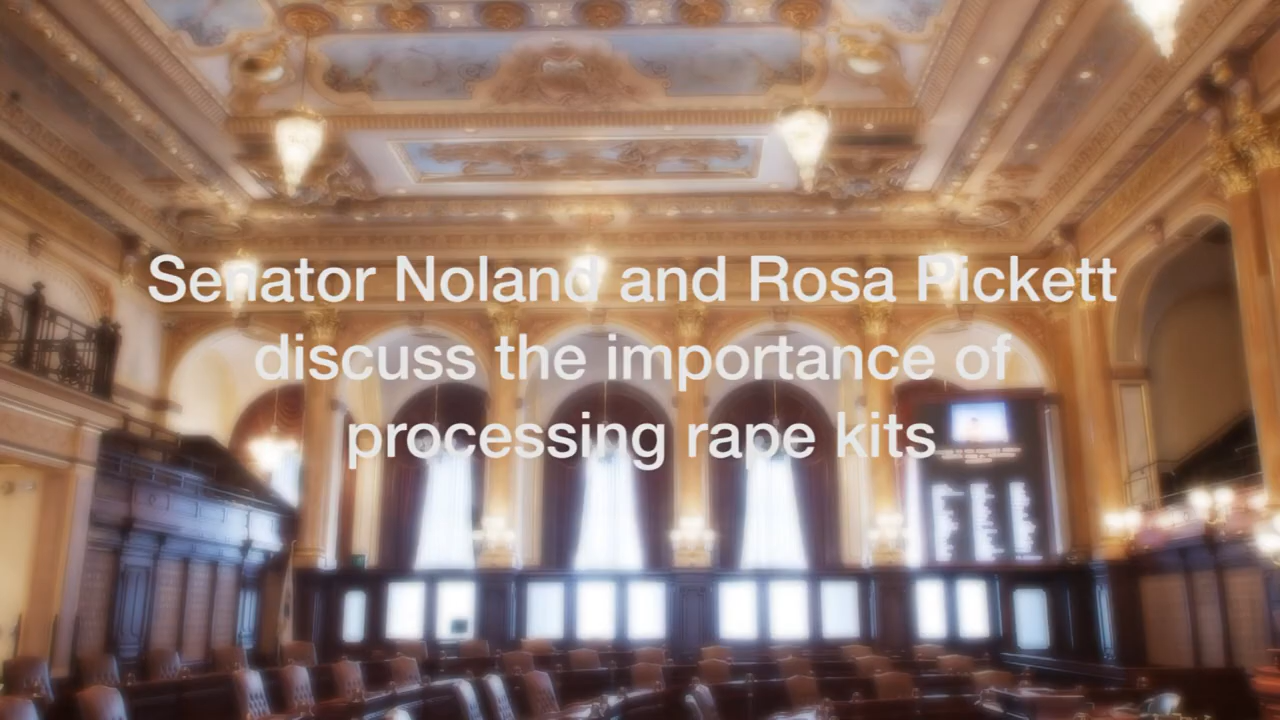 Senator Noland and Rosa Pickett
discuss the importance of
processing rape kits